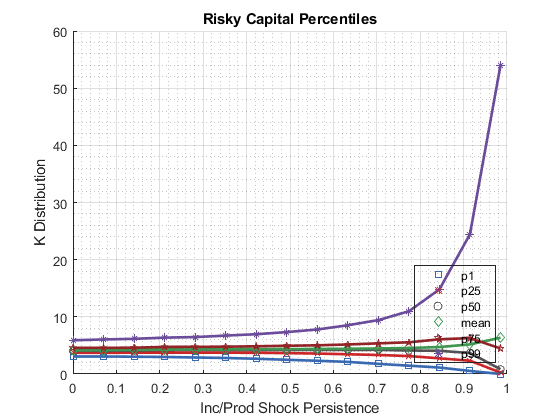 Risky Capital Percentiles
K Distribution
60
50
40
30
20
10
0
p1
p25
p50
mean
p75
p99
0 0.1 0.2 0.3 0.4 0.5 0.6 0.7 0.8 0.9 1
Inc/Prod Shock Persistence